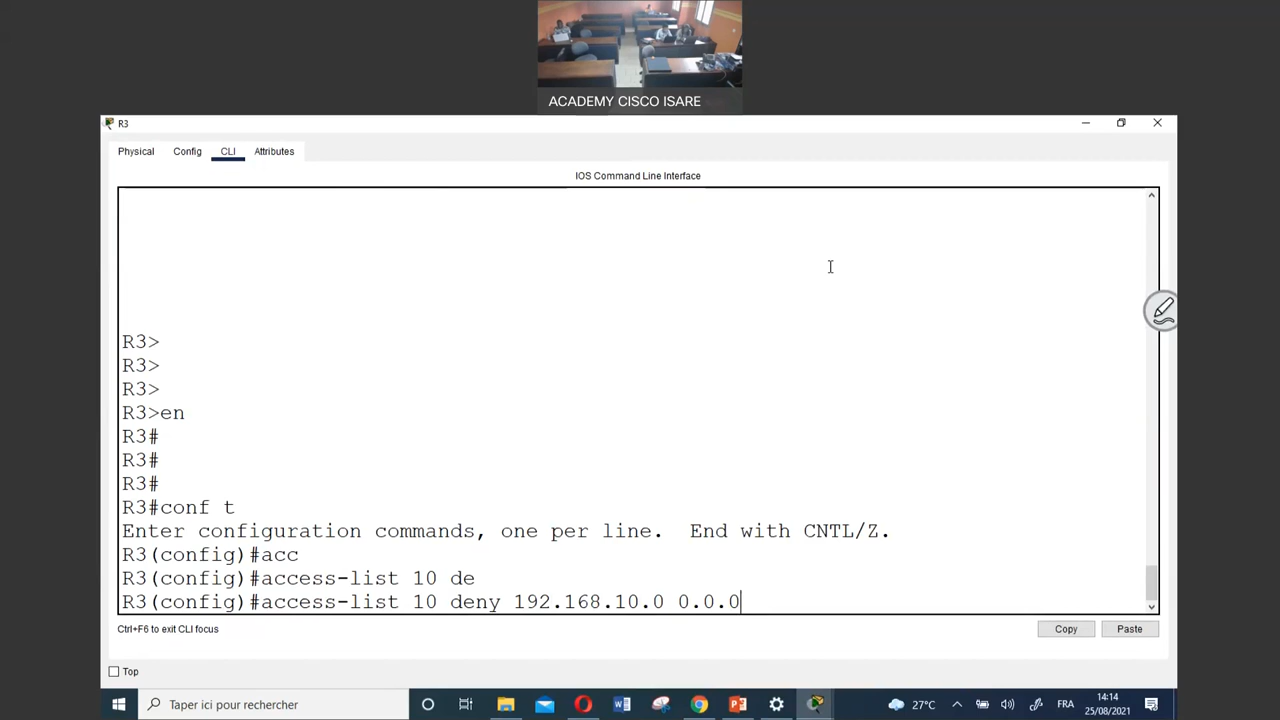 ACADEMY CISCO ISARE
R3
Physical Config CLI Attributes
IOS Command Line Interface
R3>
R3>
R3>
R3>en
R3#
R3#
R3#
R3#conf t
Enter configuration commands, one per line.  End with CNTL/Z.
R3(config)#acc
R3(config)#access-list 10 de
R3(config)#access-list 10 deny 192.168.10.0 0.0.0
Ctrl+F6 to exit CLI focus
Copy Paste
Top
Taper ici pour rechercher
27°C
FRA
14:14
25/08/2021